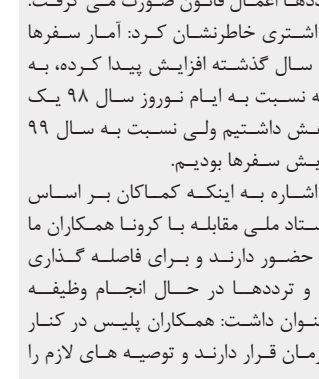 ددها اعمال قانون صورت می گرفت.
اشتری خاطرنشان کرد: آمار سفرها
سال گذشته افزایش پیدا کرده، به
نسبت به ایام نوروز سال ۹۸ یک
هش داشتیم ولی نسبت به سال ۹۹
یش سفرها بودیم.
اشاره به اینکه کماکان بر اساس
ستاد ملی مقابله با کرونا همکاران ما
حضور دارند و برای فاصله گذاری
و ترددها در حال انجام وظیفه
نوان داشت: همکاران پلیس در کنار
زمان قرار دارند و توصیه های لازم را